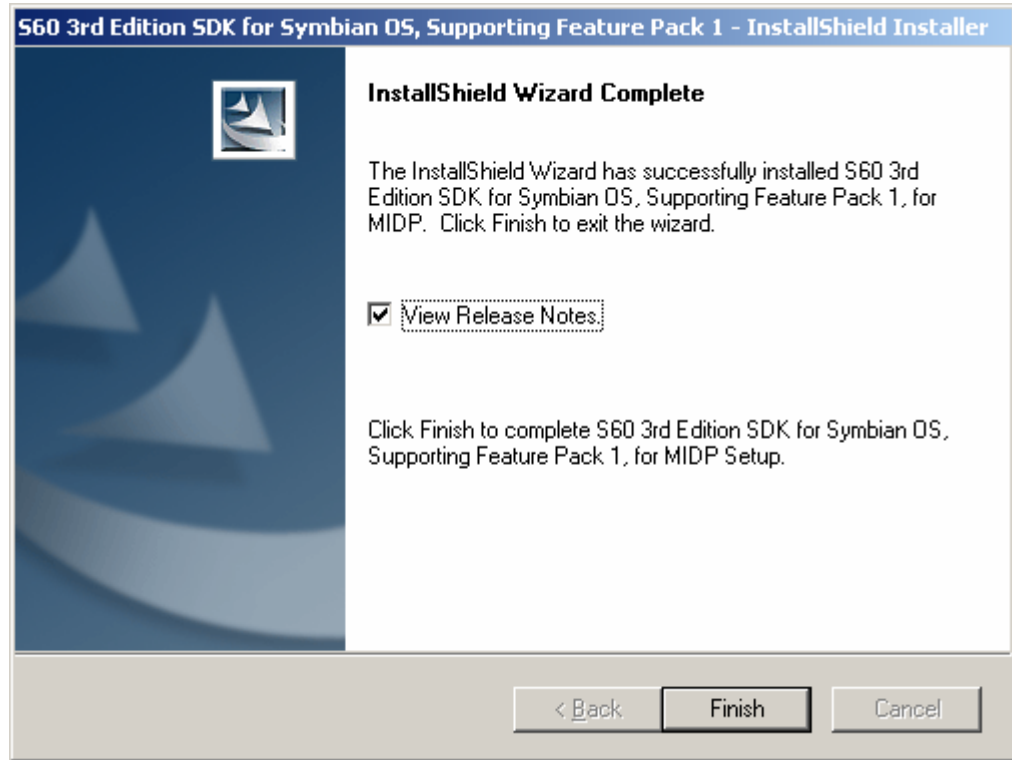 S60 3rd Edition SDK for Symbian OS, Supporting Feature Pack 1 - InstallShield Installer
InstallShield Wizard Complete
The InstallShield Wizard has successfully installed S60 3rd
Edition SDK for Symbian OS, Supporting Feature Pack 1, for
MIDP.  Click Finish to exit the wizard.
View Release Notes.
Click Finish to complete S60 3rd Edition SDK for Symbian OS,
Supporting Feature Pack 1, for MIDP Setup.
< Back
Finish
Cancel